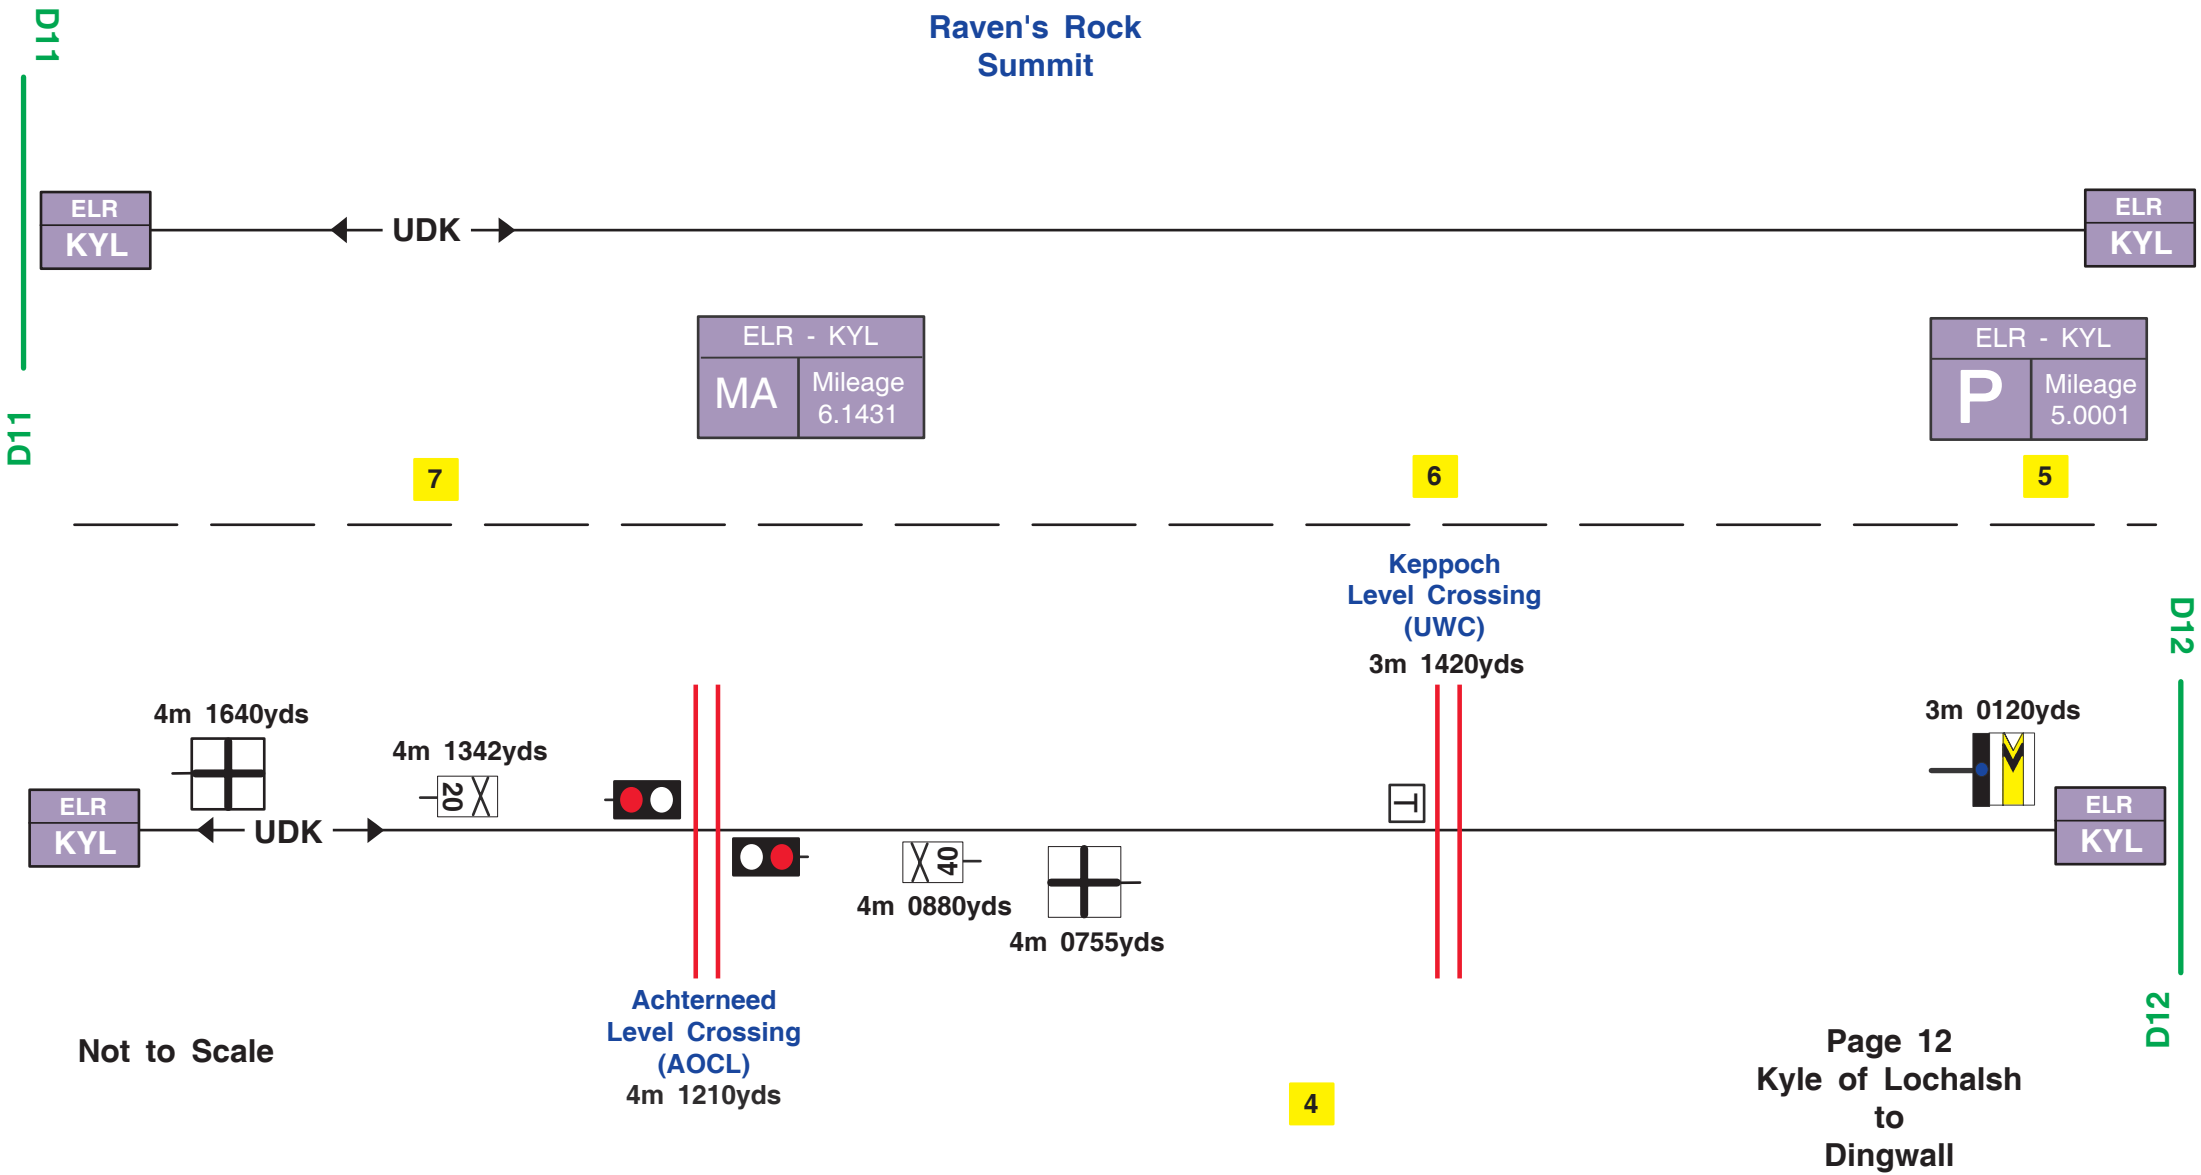 D11
Raven's Rock
Summit
ELR
KYL
UDK
ELR
KYL
ELR - KYL
MA
Mileage
6.1431
ELR - KYL
P
Mileage
5.0001
D11
7
6
5
Keppoch
Level Crossing
(UWC)
3m 1420yds
D12
4m 1640yds
4m 1342yds
20
T
3m 0120yds
ELR
KYL
UDK
ELR
KYL
40
4m 0880yds
4m 0755yds
Achterneed
Level Crossing
(AOCL)
4m 1210yds
D12
Not to Scale
4
Page 12
Kyle of Lochalsh
to
Dingwall